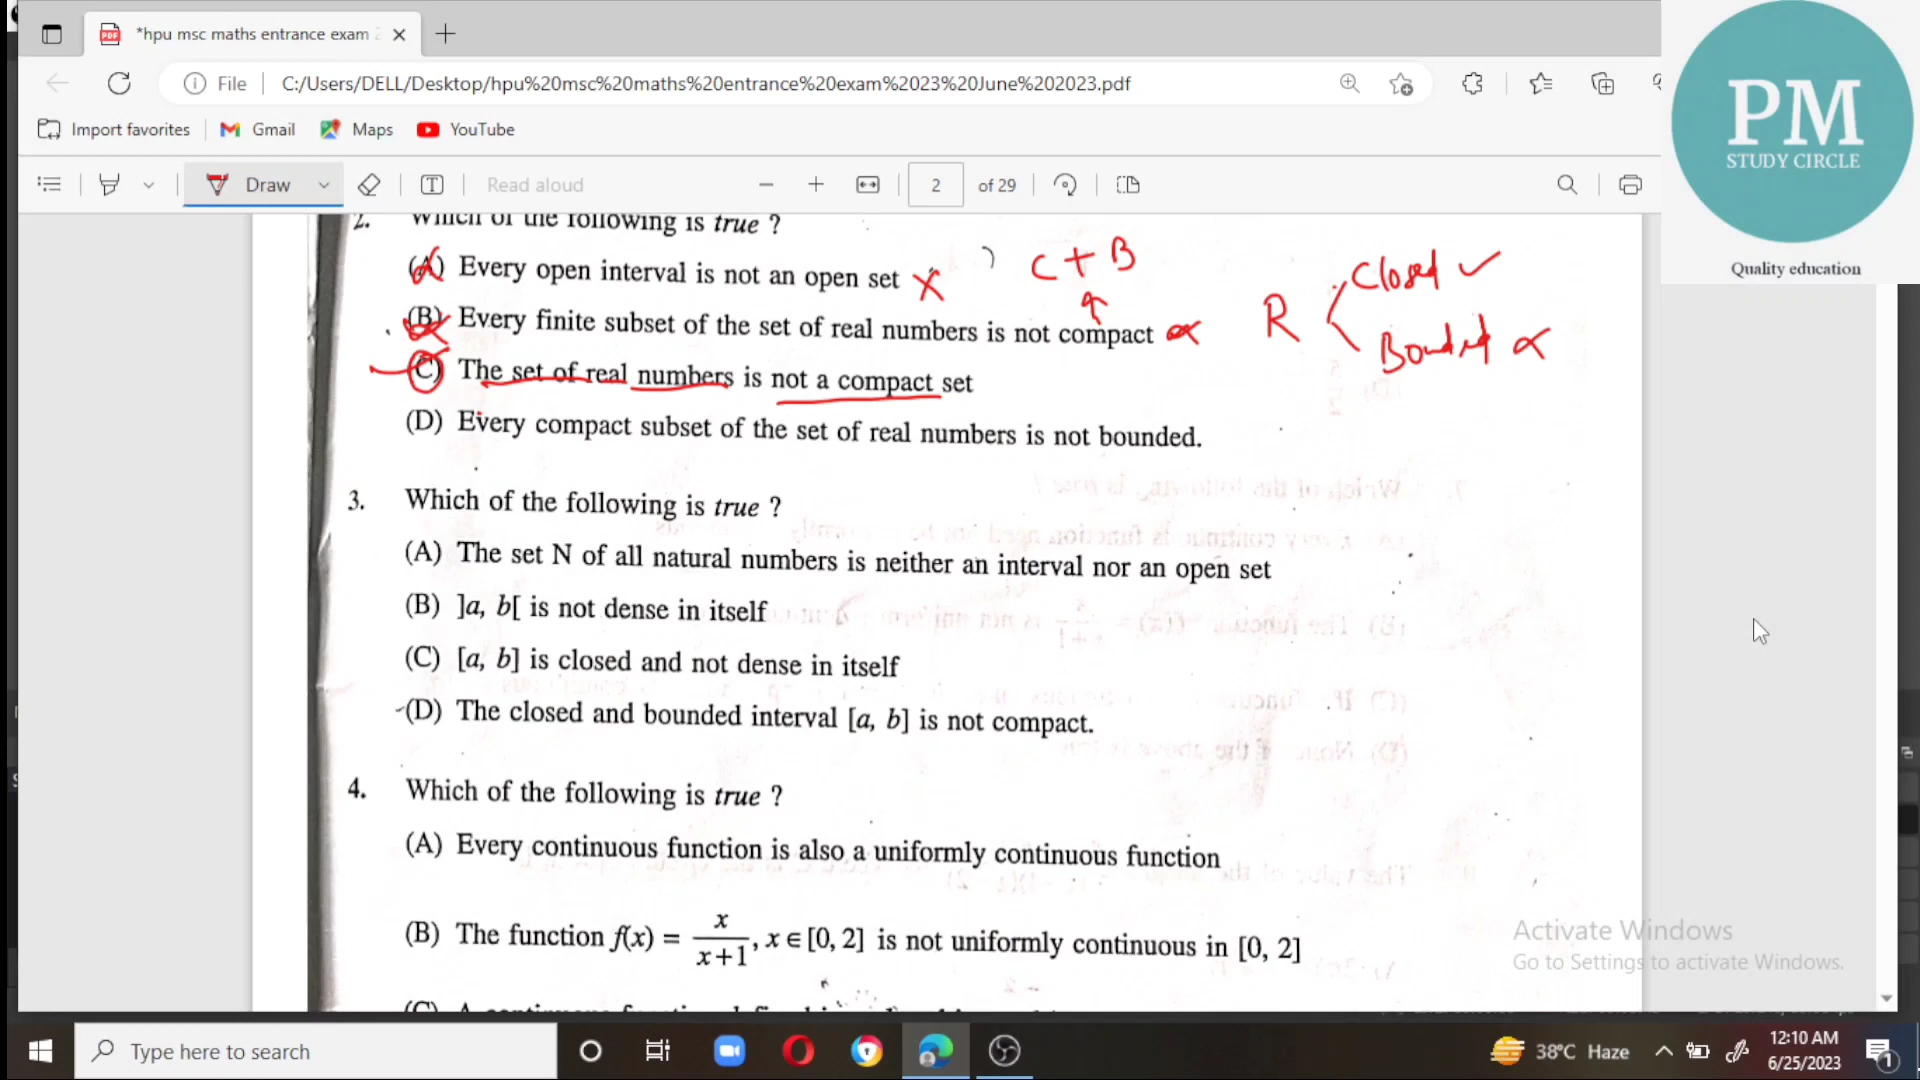 *hpu msc maths entrance exam 2
File
C:/Users/DELL/Desktop/hpu%20msc%20maths%20entrance%20exam%2023%20June%202023.pdf
Import favorites
Gmail
Maps
YouTube
Draw
Read aloud
2
of 29
PM
STUDY CIRCLE
Quality education
2. Which of the following is true ?
(A) Every open interval is not an open set X
C + B
(B) Every finite subset of the set of real numbers is not compact
R
Closed ✓
Bounded
(C) The set of real numbers is not a compact set
(D) Every compact subset of the set of real numbers is not bounded.
3. Which of the following is true ?
(A) The set N of all natural numbers is neither an interval nor an open set
(B) ]a, b[ is not dense in itself
(C) [a, b] is closed and not dense in itself
(D) The closed and bounded interval [a, b] is not compact.
4. Which of the following is true ?
(A) Every continuous function is also a uniformly continuous function
(B) The function f(x) = x/x+1, x ∈ [0, 2] is not uniformly continuous in [0, 2]
Activate Windows
Go to Settings to activate Windows.
Type here to search
38°C Haze
12:10 AM
6/25/2023
1